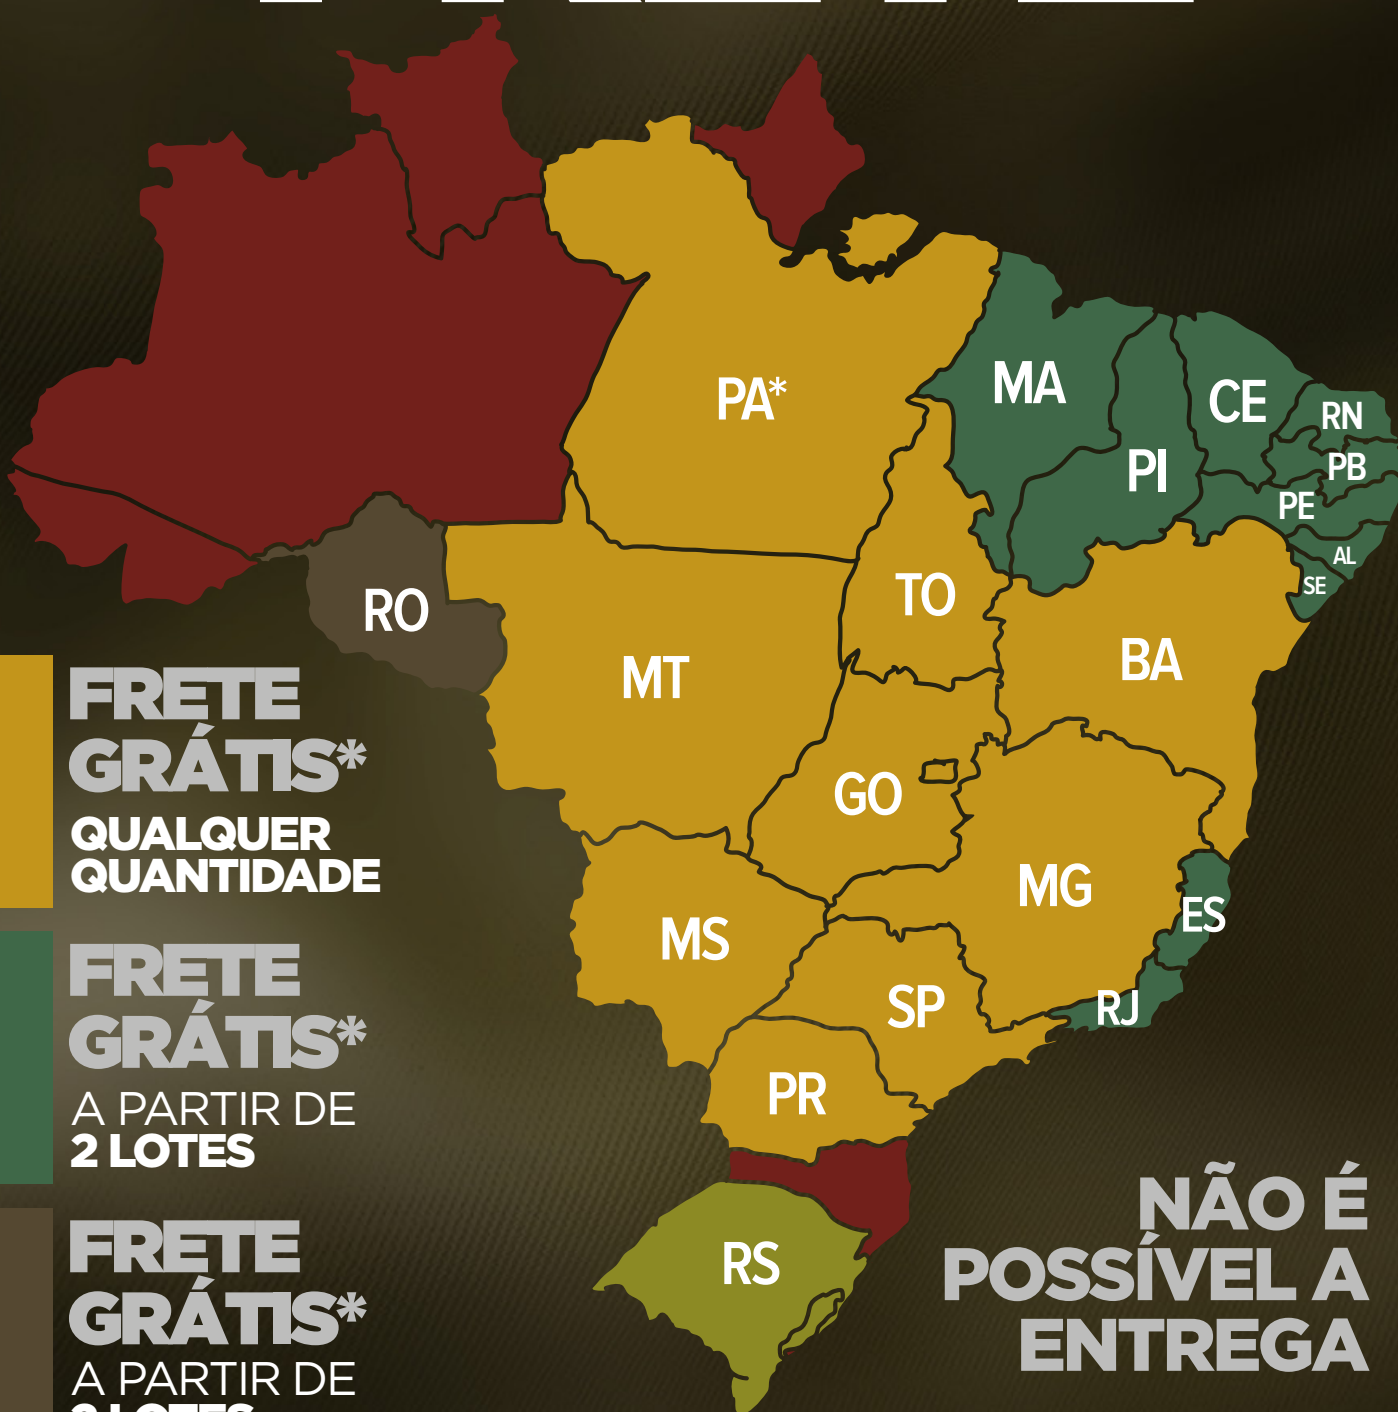 PA*
MA
CE
RN
PI
PB
PE
AL
SE
RO
TO
MT
BA
GO
MG
ES
MS
SP
RJ
PR
RS
FRETE
GRÁTIS*
QUALQUER
QUANTIDADE
FRETE
GRÁTIS*
A PARTIR DE
2 LOTES
FRETE
GRÁTIS*
A PARTIR DE
LOTES
NÃO É
POSSÍVEL A
ENTREGA